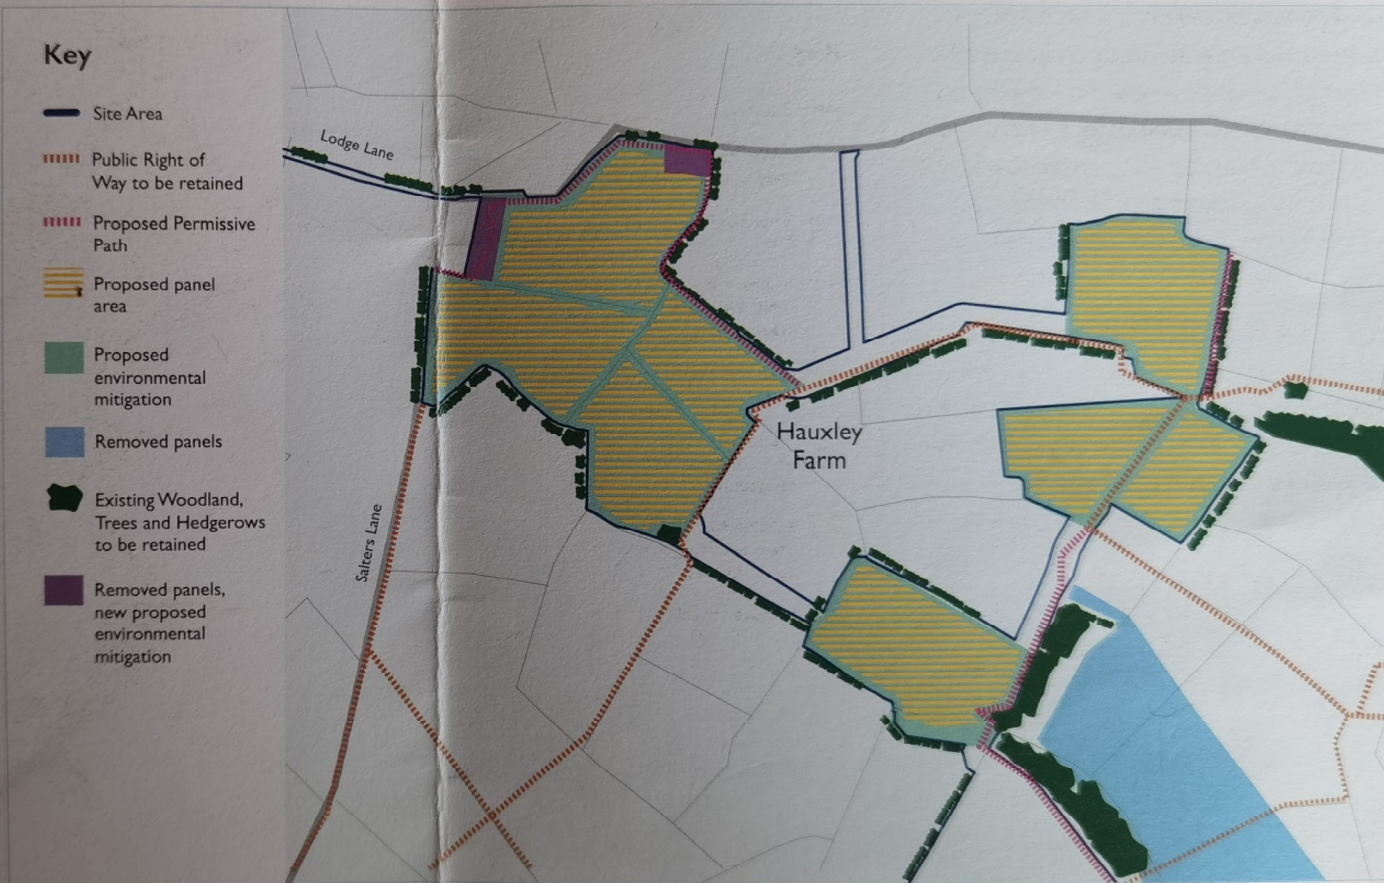 Key
Site Area
Public Right of
Way to be retained
Proposed Permissive
Path
Proposed panel
area
Proposed
environmental
mitigation
Removed panels
Existing Woodland,
Trees and Hedgerows
to be retained
Removed panels,
new proposed
environmental
mitigation
Lodge Lane
Hauxley
Farm
Salters Lane